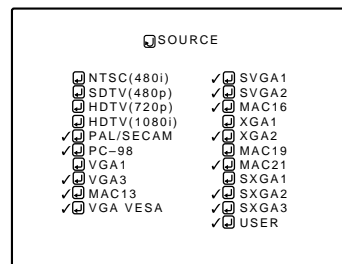 SOURCE
NTSC(480i)
SDTV(480p)
HDTV(720p)
HDTV(1080i)
✓ PAL/SECAM
✓ PC–98
VGA1
✓ VGA3
✓ MAC13
✓ VGA VESA
✓ SVGA1
✓ SVGA2
✓ MAC16
XGA1
✓ XGA2
MAC19
✓ MAC21
SXGA1
✓ SXGA2
✓ SXGA3
✓ USER